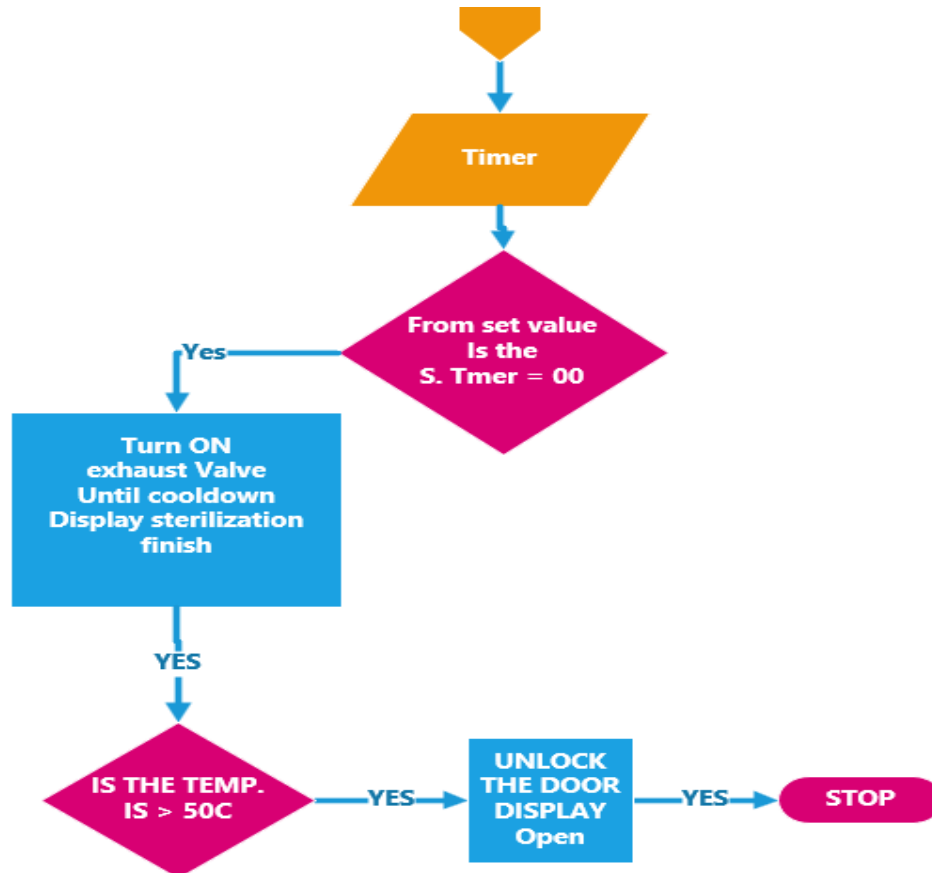 Timer
From set value
Is the
S. Tmer = 00
Yes
Turn ON
exhaust Valve
Until cooldown
Display sterilization
finish
YES
IS THE TEMP.
IS > 50C
YES
UNLOCK
THE DOOR
DISPLAY
Open
YES
STOP